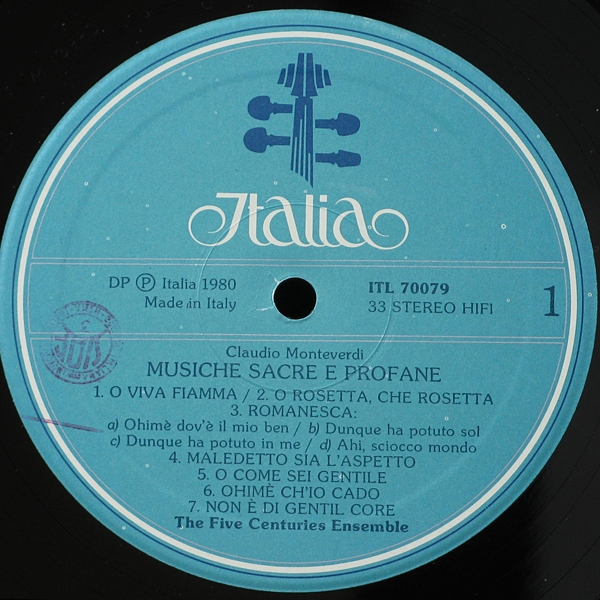 Italia
DP Ⓟ Italia 1980
Made in Italy
ITL 70079
33 STEREO HIFI
1
Claudio Monteverdi
MUSICHE SACRE E PROFANE
1. O VIVA FIAMMA / 2. O ROSETTA, CHE ROSETTA
3. ROMANESCA:
a) Ohimè dov'è il mio ben / b) Dunque ha potuto sol
c) Dunque ha potuto in me / d) Ahi, sciocco mondo
4. MALEDETTO SIA L'ASPETTO
5. O COME SEI GENTILE
6. OHIMÈ CH'IO CADO
7. NON È DI GENTIL CORE
The Five Centuries Ensemble